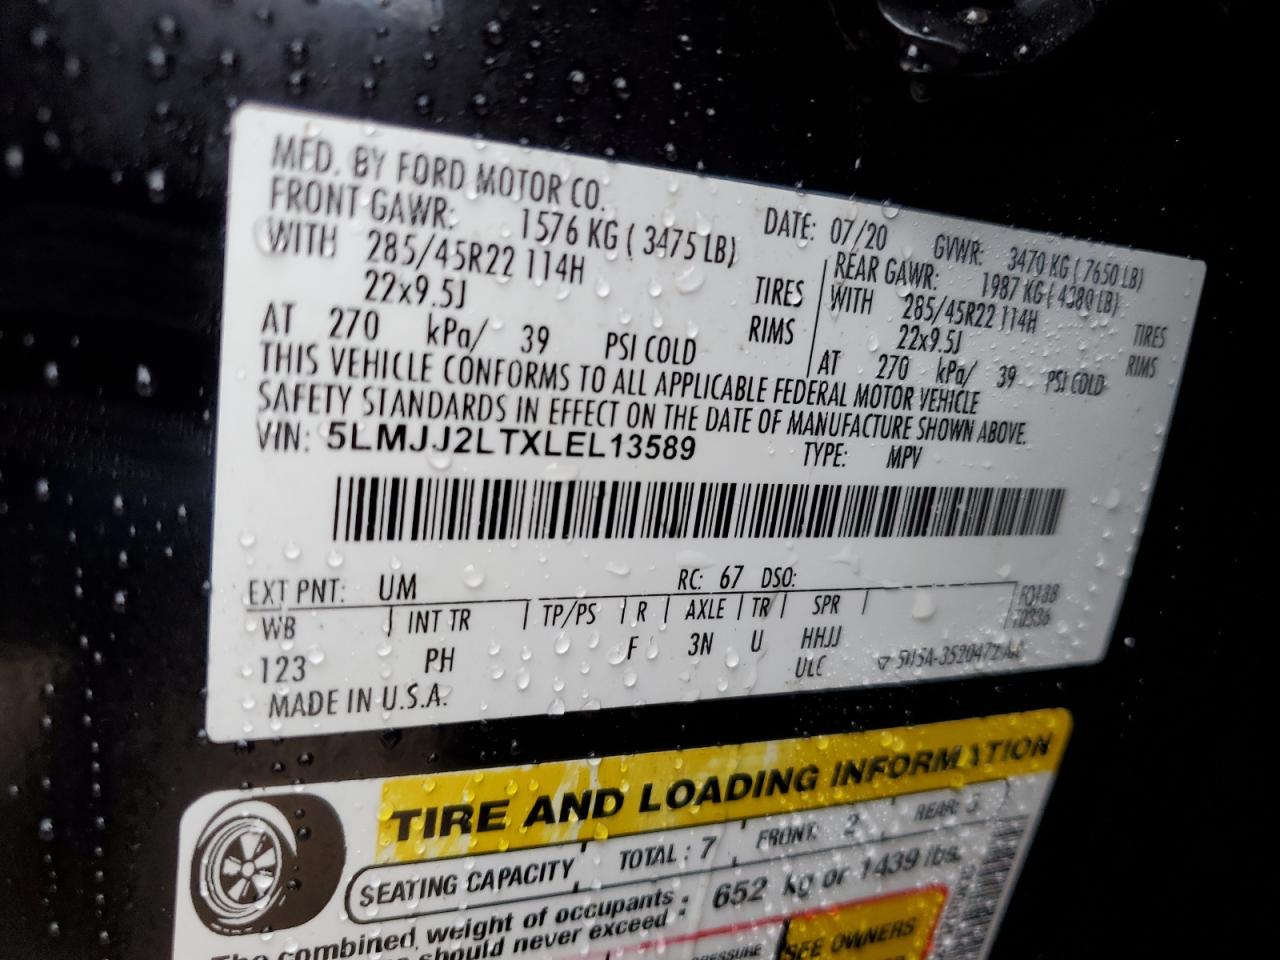 MFD. BY FORD MOTOR CO. DATE: 07/20 GVWR: 3470 KG ( 7650 LB)
FRONT GAWR: 1576 KG ( 3475 LB) REAR GAWR: 1987 KG ( 4380 LB)
WITH 285/45R22 114H TIRES WITH 285/45R22 114H TIRES
22x9.5J RIMS 22x9.5J RIMS
AT 270 kPa/ 39 PSI COLD AT 270 kPa/ 39 PSI COLD
THIS VEHICLE CONFORMS TO ALL APPLICABLE FEDERAL MOTOR VEHICLE
SAFETY STANDARDS IN EFFECT ON THE DATE OF MANUFACTURE SHOWN ABOVE.
VIN: 5LMJJ2LTXLEL13589 TYPE: MPV
EXT PNT: UM RC: 67 DSO:
WB INT TR TP/PS R AXLE TR SPR
123 PH F 3N U HHJJ
ULC
MADE IN U.S.A.
TIRE AND LOADING INFORMATION
SEATING CAPACITY TOTAL : 7 FRONT: 2 REAR:
The combined weight of occupants : 652 kg or 1439 lbs.
should never exceed
SEE OWNERS